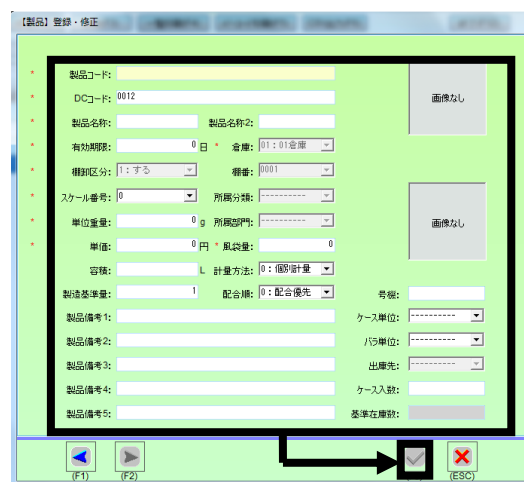 【製品】登録・修正
* 製品コード:
* DCコード: 0012
画像なし
* 製品名称: 製品名称2:
* 有効期限: 0 日 * 倉庫: 01:01倉庫
* 棚卸区分: 1:する 棚番: 0001
* スケール番号: 0 所属分類: ----------
* 単位重量: 0 g 所属部門: ----------
画像なし
* 単価: 0 円 * 風袋量: 0
容積: L 計量方法: 0:個別計量
製造基準量: 1 配合順: 0:配合優先 号機:
製品備考1: ケース単位: ----------
製品備考2: バラ単位: ----------
製品備考3: 出庫先: ----------
製品備考4: ケース入数:
製品備考5: 基準在庫数:
(F1) (F2) (ESC)